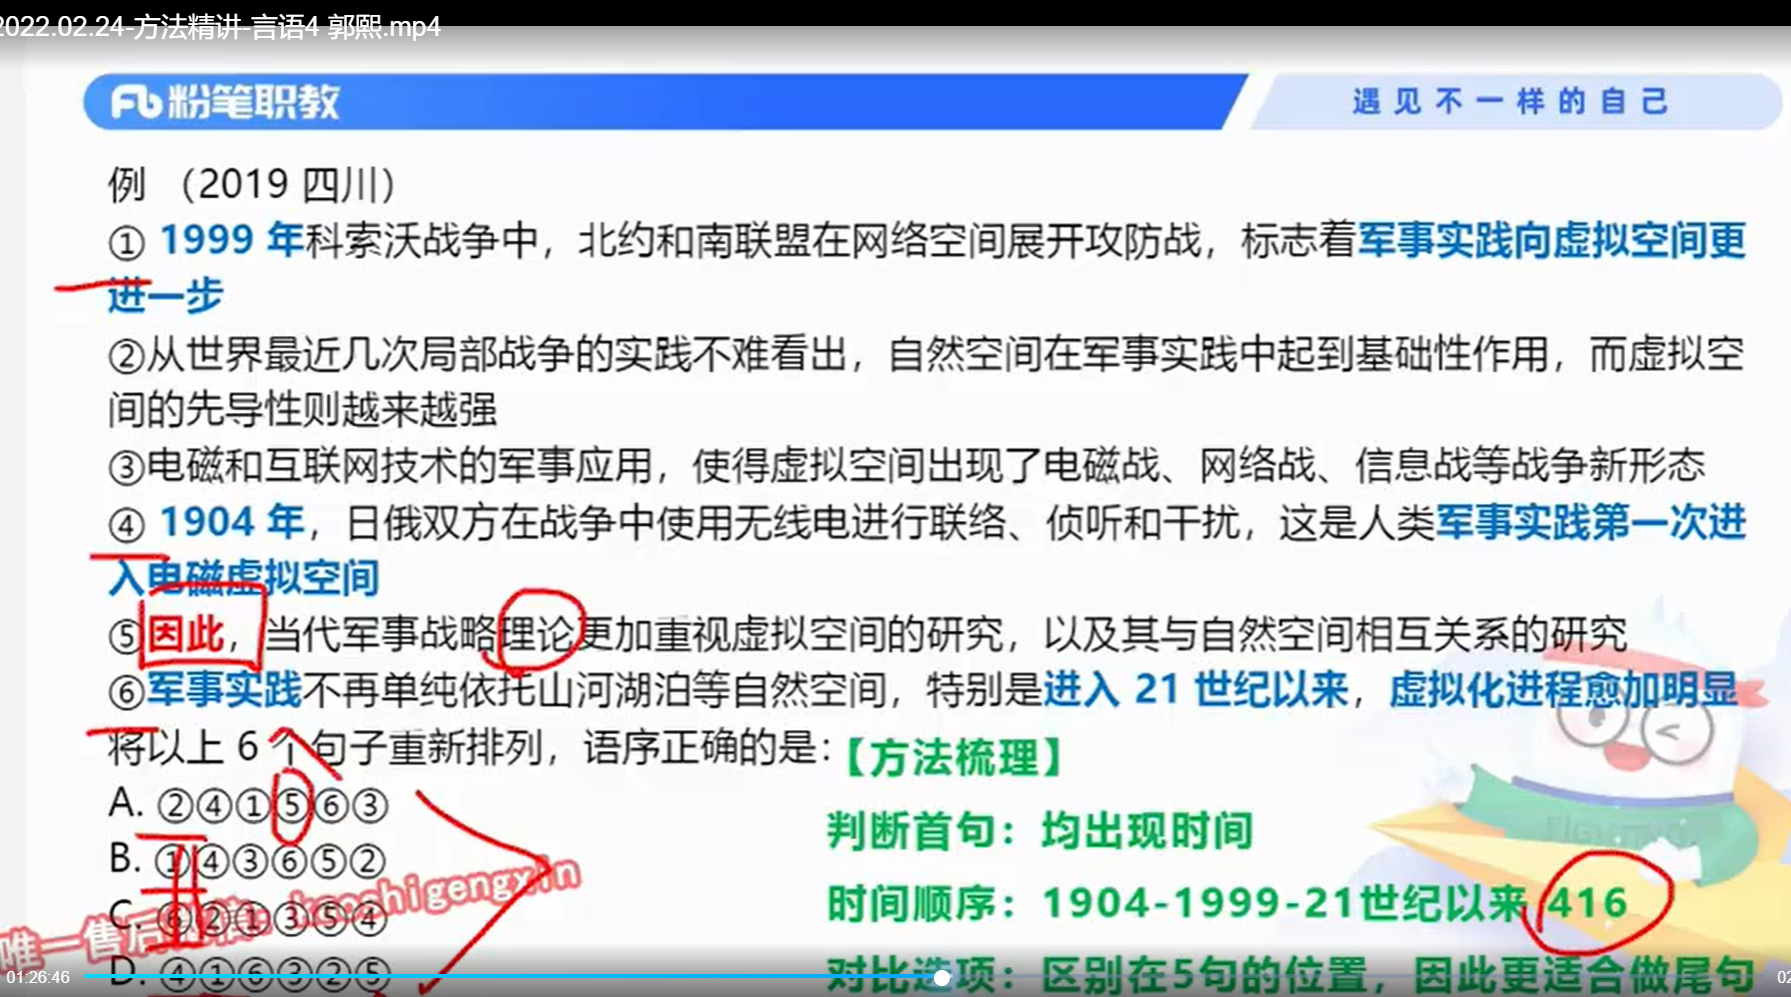 2022.02.24-方法精讲-言语4 郭熙.mp4
粉笔职教
遇见不一样的自己
例 （2019 四川）
① 1999 年科索沃战争中，北约和南联盟在网络空间展开攻防战，标志着军事实践向虚拟空间更
进一步
②从世界最近几次局部战争的实践不难看出，自然空间在军事实践中起到基础性作用，而虚拟空
间的先导性则越来越强
③电磁和互联网技术的军事应用，使得虚拟空间出现了电磁战、网络战、信息战等战争新形态
④ 1904 年，日俄双方在战争中使用无线电进行联络、侦听和干扰，这是人类军事实践第一次进
入电磁虚拟空间
⑤因此，当代军事战略理论更加重视虚拟空间的研究，以及其与自然空间相互关系的研究
⑥军事实践不再单纯依托山河湖泊等自然空间，特别是进入 21 世纪以来，虚拟化进程愈加明显
将以上 6 个句子重新排列，语序正确的是：
【方法梳理】
A. ②④①⑤⑥③
判断首句：均出现时间
B. ①④③⑥⑤②
C. ⑥②①③⑤④
时间顺序：1904-1999-21世纪以来 416
D. ④①⑥③②⑤
对比选项：区别在5句的位置，因此更适合做尾句
唯一售后
01:26:46